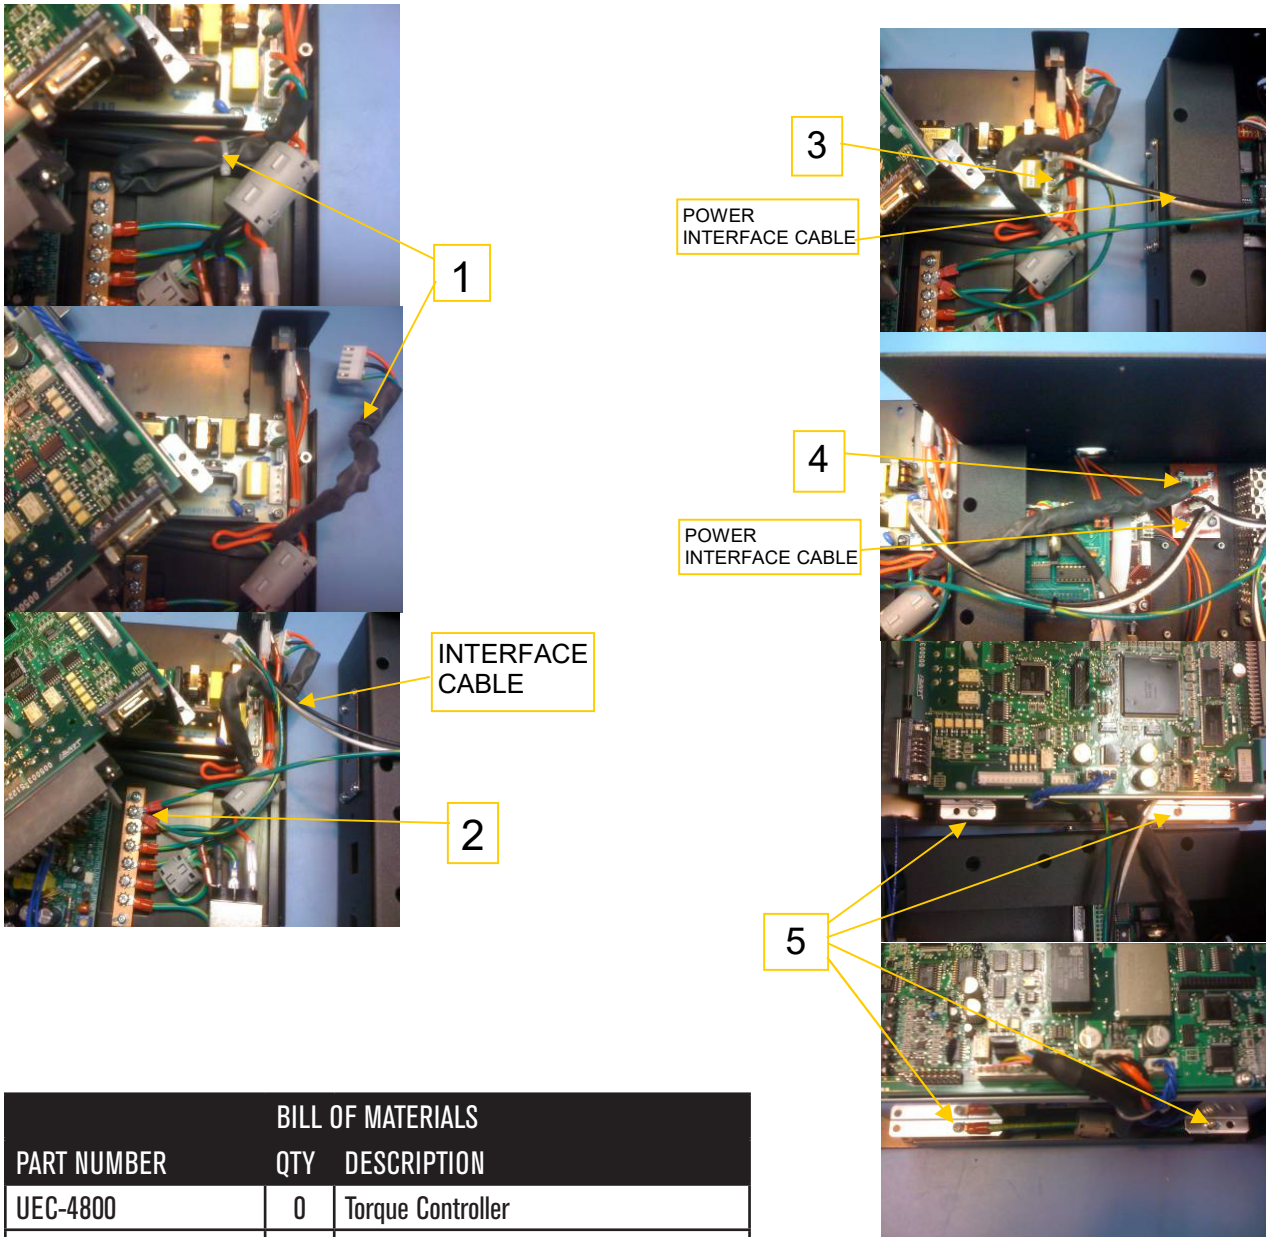 1
INTERFACE
CABLE
2
3
POWER
INTERFACE CABLE
4
POWER
INTERFACE CABLE
5
BILL OF MATERIALS
PART NUMBER QTY DESCRIPTION
UEC-4800 0 Torque Controller